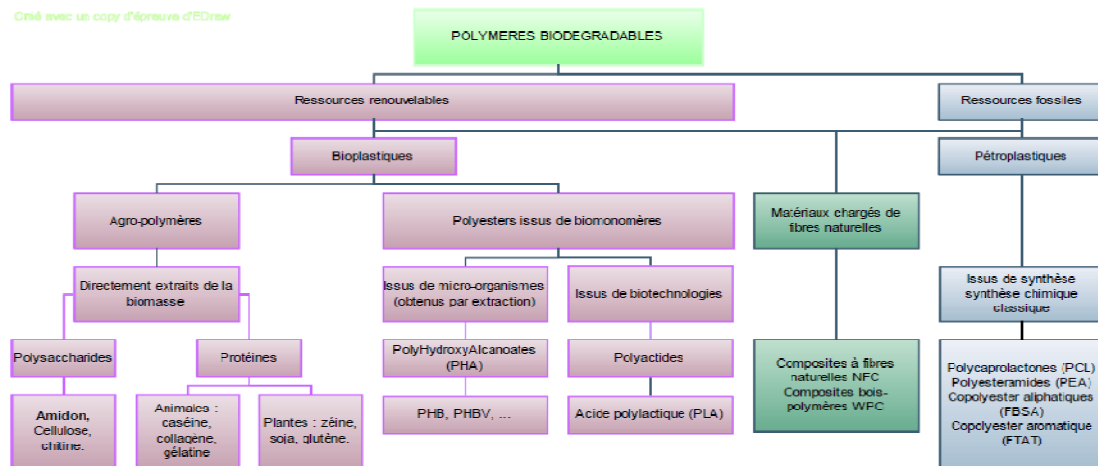 Créé avec un copy d'épreuve d'EDraw
POLYMERES BIODEGRADABLES
Ressources renouvelables
Ressources fossiles
Bioplastiques
Pétroplastiques
Agro-polymères
Polyesters issus de biomonomères
Matériaux chargés de
fibres naturelles
Directement extraits de la
biomasse
Issus de micro-organismes
(obtenus par extraction)
Issus de biotechnologies
Issus de synthèse
synthèse chimique
classique
Polysaccharides
Protéines
PolyHydroxyAlcanoates
(PHA)
Polyactides
Composites à fibres
naturelles NFC
Composites bois-
polymères WPC
Polycaprolactones (PCL)
Polyesteramides (PEA)
Copolyester aliphatiques
(FBSA)
Copolyester aromatique
(FTAT)
Amidon,
Cellulose,
chitine.
Animales :
caséine,
collagène,
gélatine
Plantes : zéine,
soja, glutène.
PHB, PHBV, ...
Acide polylactique (PLA)